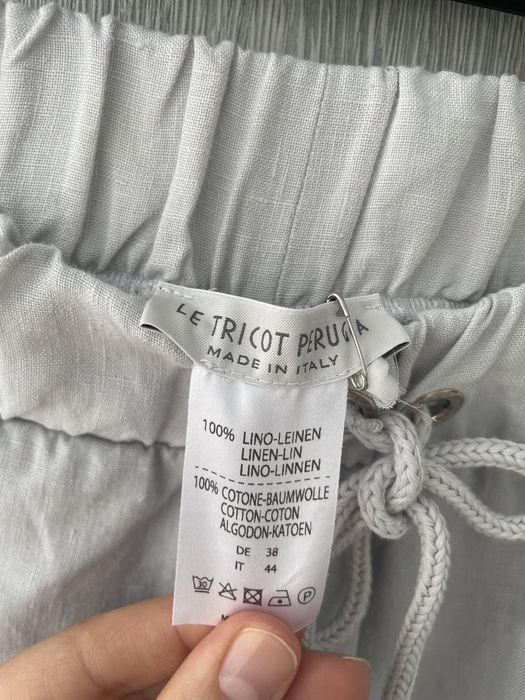 LE TRICOT PERUGIA
MADE IN ITALY
100% LINO-LEINEN
LINEN-LIN
LINO-LINNEN
100% COTONE-BAUMWOLLE
COTTON-COTON
ALGODON-KATOEN
DE 38
IT 44
30 P